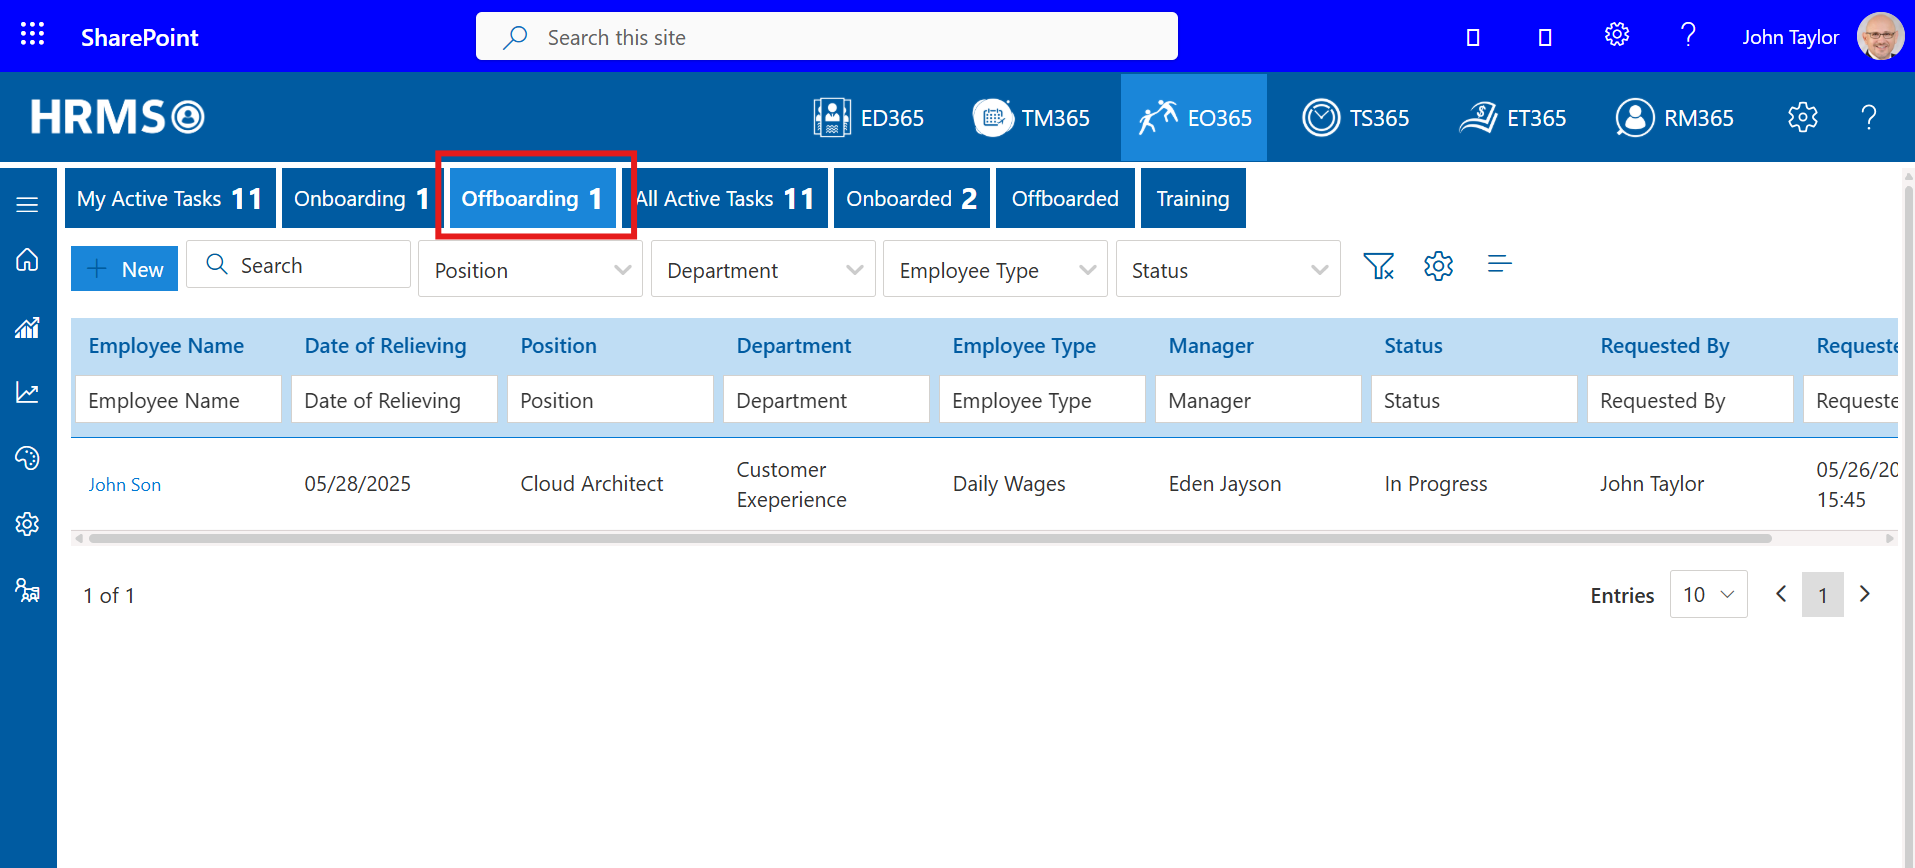 SharePoint
Search this site
John Taylor
HRMS
ED365
TM365
EO365
TS365
ET365
RM365
My Active Tasks 11
Onboarding 1
Offboarding 1
All Active Tasks 11
Onboarded 2
Offboarded
Training
New
Search
Position
Department
Employee Type
Status
Employee Name
Date of Relieving
Position
Department
Employee Type
Manager
Status
Requested By
Requeste
Employee Name
Date of Relieving
Position
Department
Employee Type
Manager
Status
Requested By
Requeste
John Son
05/28/2025
Cloud Architect
Customer
Exeperience
Daily Wages
Eden Jayson
In Progress
John Taylor
05/26/20
15:45
1 of 1
Entries
10
1